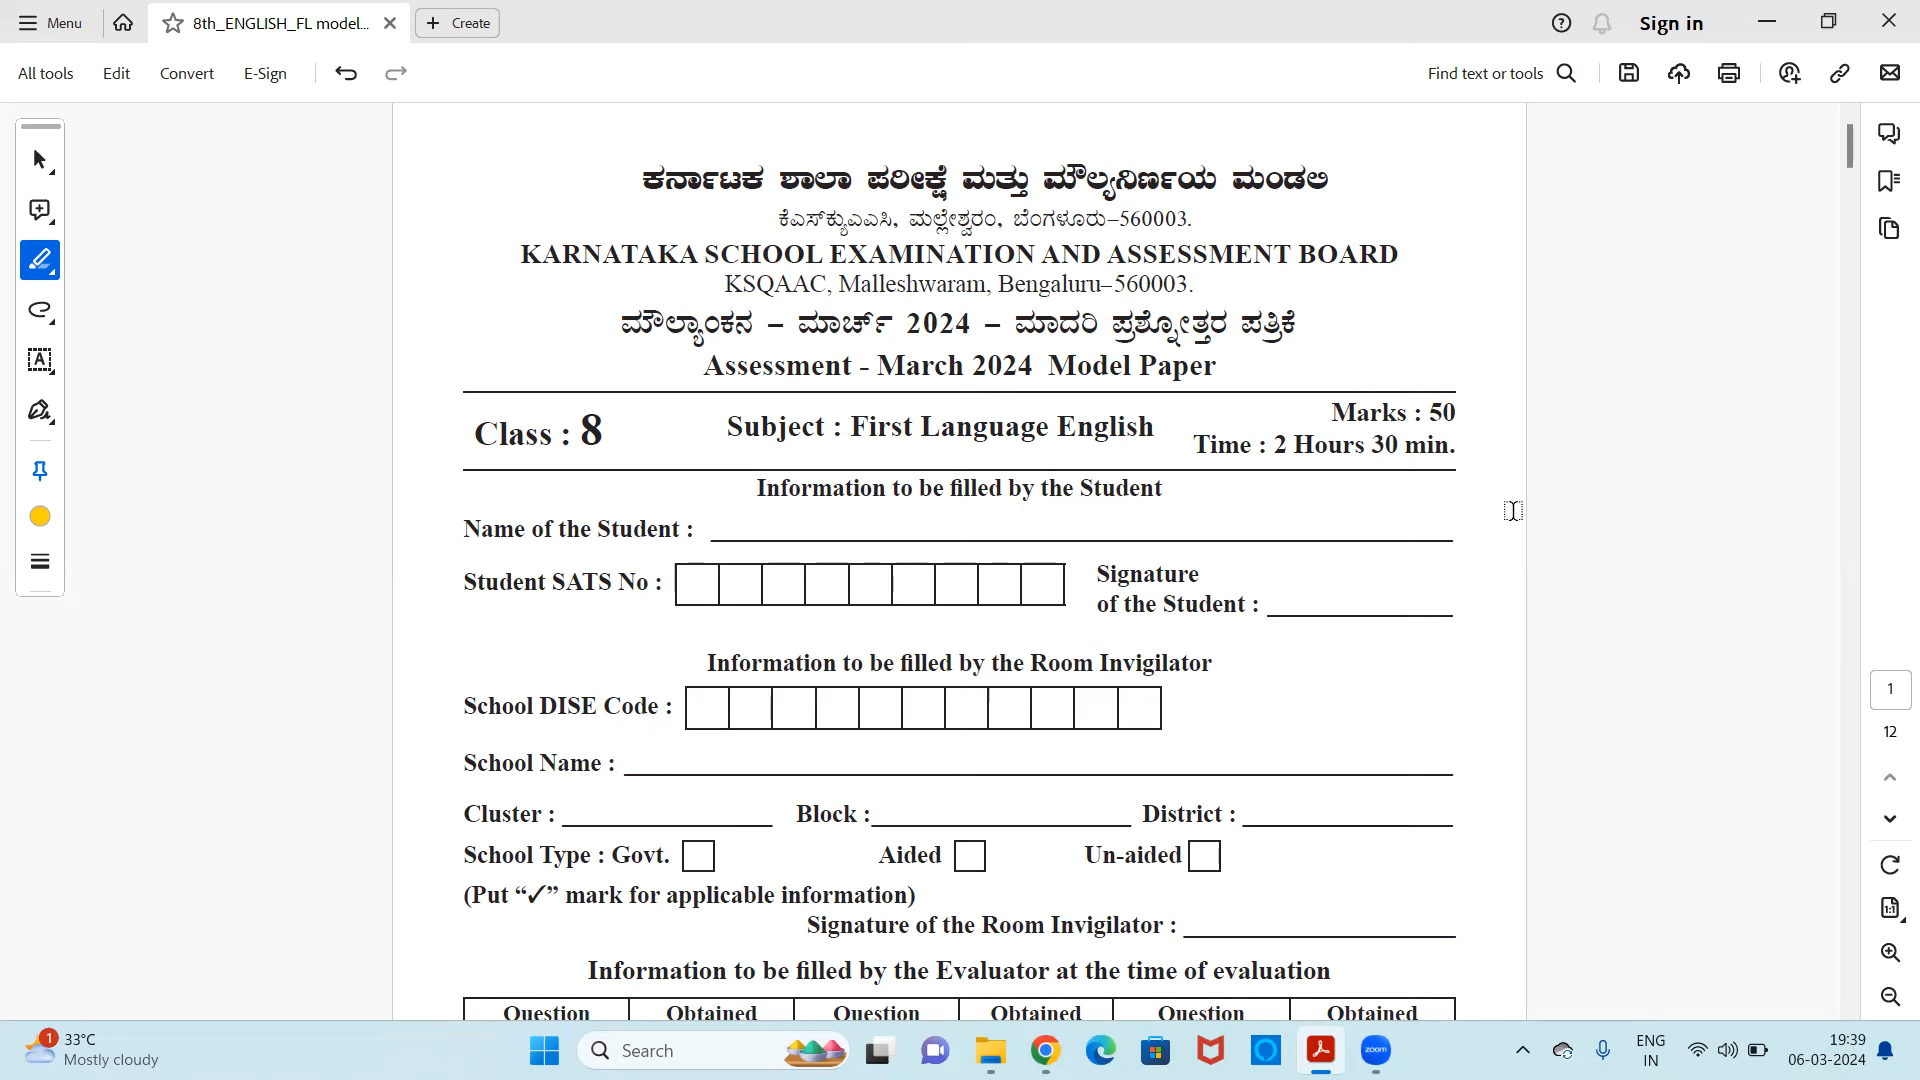 Menu
8th_ENGLISH_FL model...
Create
Sign in
All tools Edit Convert E-Sign
Find text or tools
ಕರ್ನಾಟಕ ಶಾಲಾ ಪರೀಕ್ಷೆ ಮತ್ತು ಮೌಲ್ಯನಿರ್ಣಯ ಮಂಡಲಿ
ಕೆಎಸ್‌ಕ್ಯುಎಎಸಿ, ಮಲ್ಲೇಶ್ವರಂ, ಬೆಂಗಳೂರು–560003.
KARNATAKA SCHOOL EXAMINATION AND ASSESSMENT BOARD
KSQAAC, Malleshwaram, Bengaluru–560003.
ಮೌಲ್ಯಾಂಕನ – ಮಾರ್ಚ್ 2024 – ಮಾದರಿ ಪ್ರಶ್ನೋತ್ತರ ಪತ್ರಿಕೆ
Assessment - March 2024 Model Paper
Class : 8
Subject : First Language English
Marks : 50
Time : 2 Hours 30 min.
Information to be filled by the Student
Name of the Student :
Student SATS No :
Signature
of the Student :
Information to be filled by the Room Invigilator
School DISE Code :
School Name :
Cluster : Block : District :
School Type : Govt. Aided Un-aided
(Put “✓” mark for applicable information)
Signature of the Room Invigilator :
Information to be filled by the Evaluator at the time of evaluation
Question Obtained Question Obtained Question Obtained
1
12
1
33°C
Mostly cloudy
Search
zoom
ENG
IN
19:39
06-03-2024